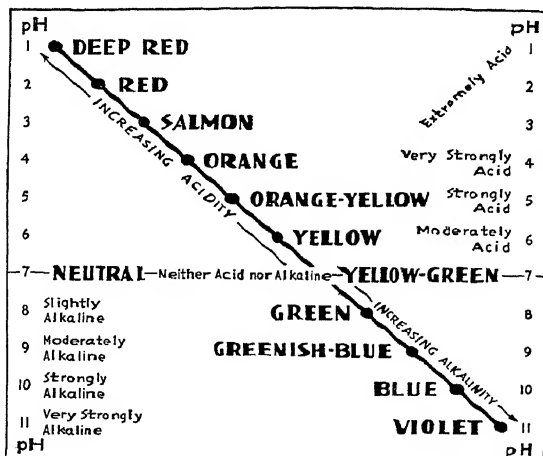 pH pH
1 DEEP RED 1
2 RED Extremely Acid 2
3 SALMON 3
INCREASING ACIDITY
4 ORANGE Very Strongly Acid 4
5 ORANGE-YELLOW Strongly Acid 5
6 YELLOW Moderately Acid 6
7 NEUTRAL—Neither Acid nor Alkaline—YELLOW-GREEN 7
8 Slightly Alkaline GREEN 8
INCREASING ALKALINITY
9 Moderately Alkaline GREENISH-BLUE 9
10 Strongly Alkaline BLUE 10
11 Very Strongly Alkaline VIOLET 11
pH pH